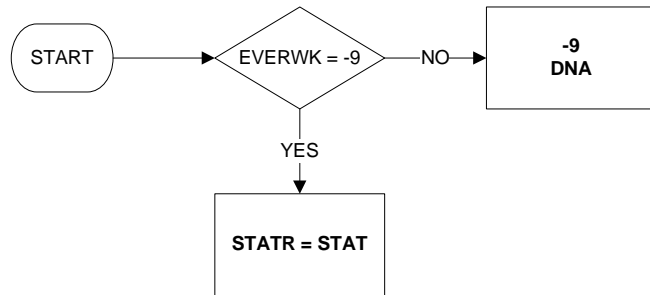 START
EVERWK = -9
NO
-9
DNA
YES
STATR = STAT